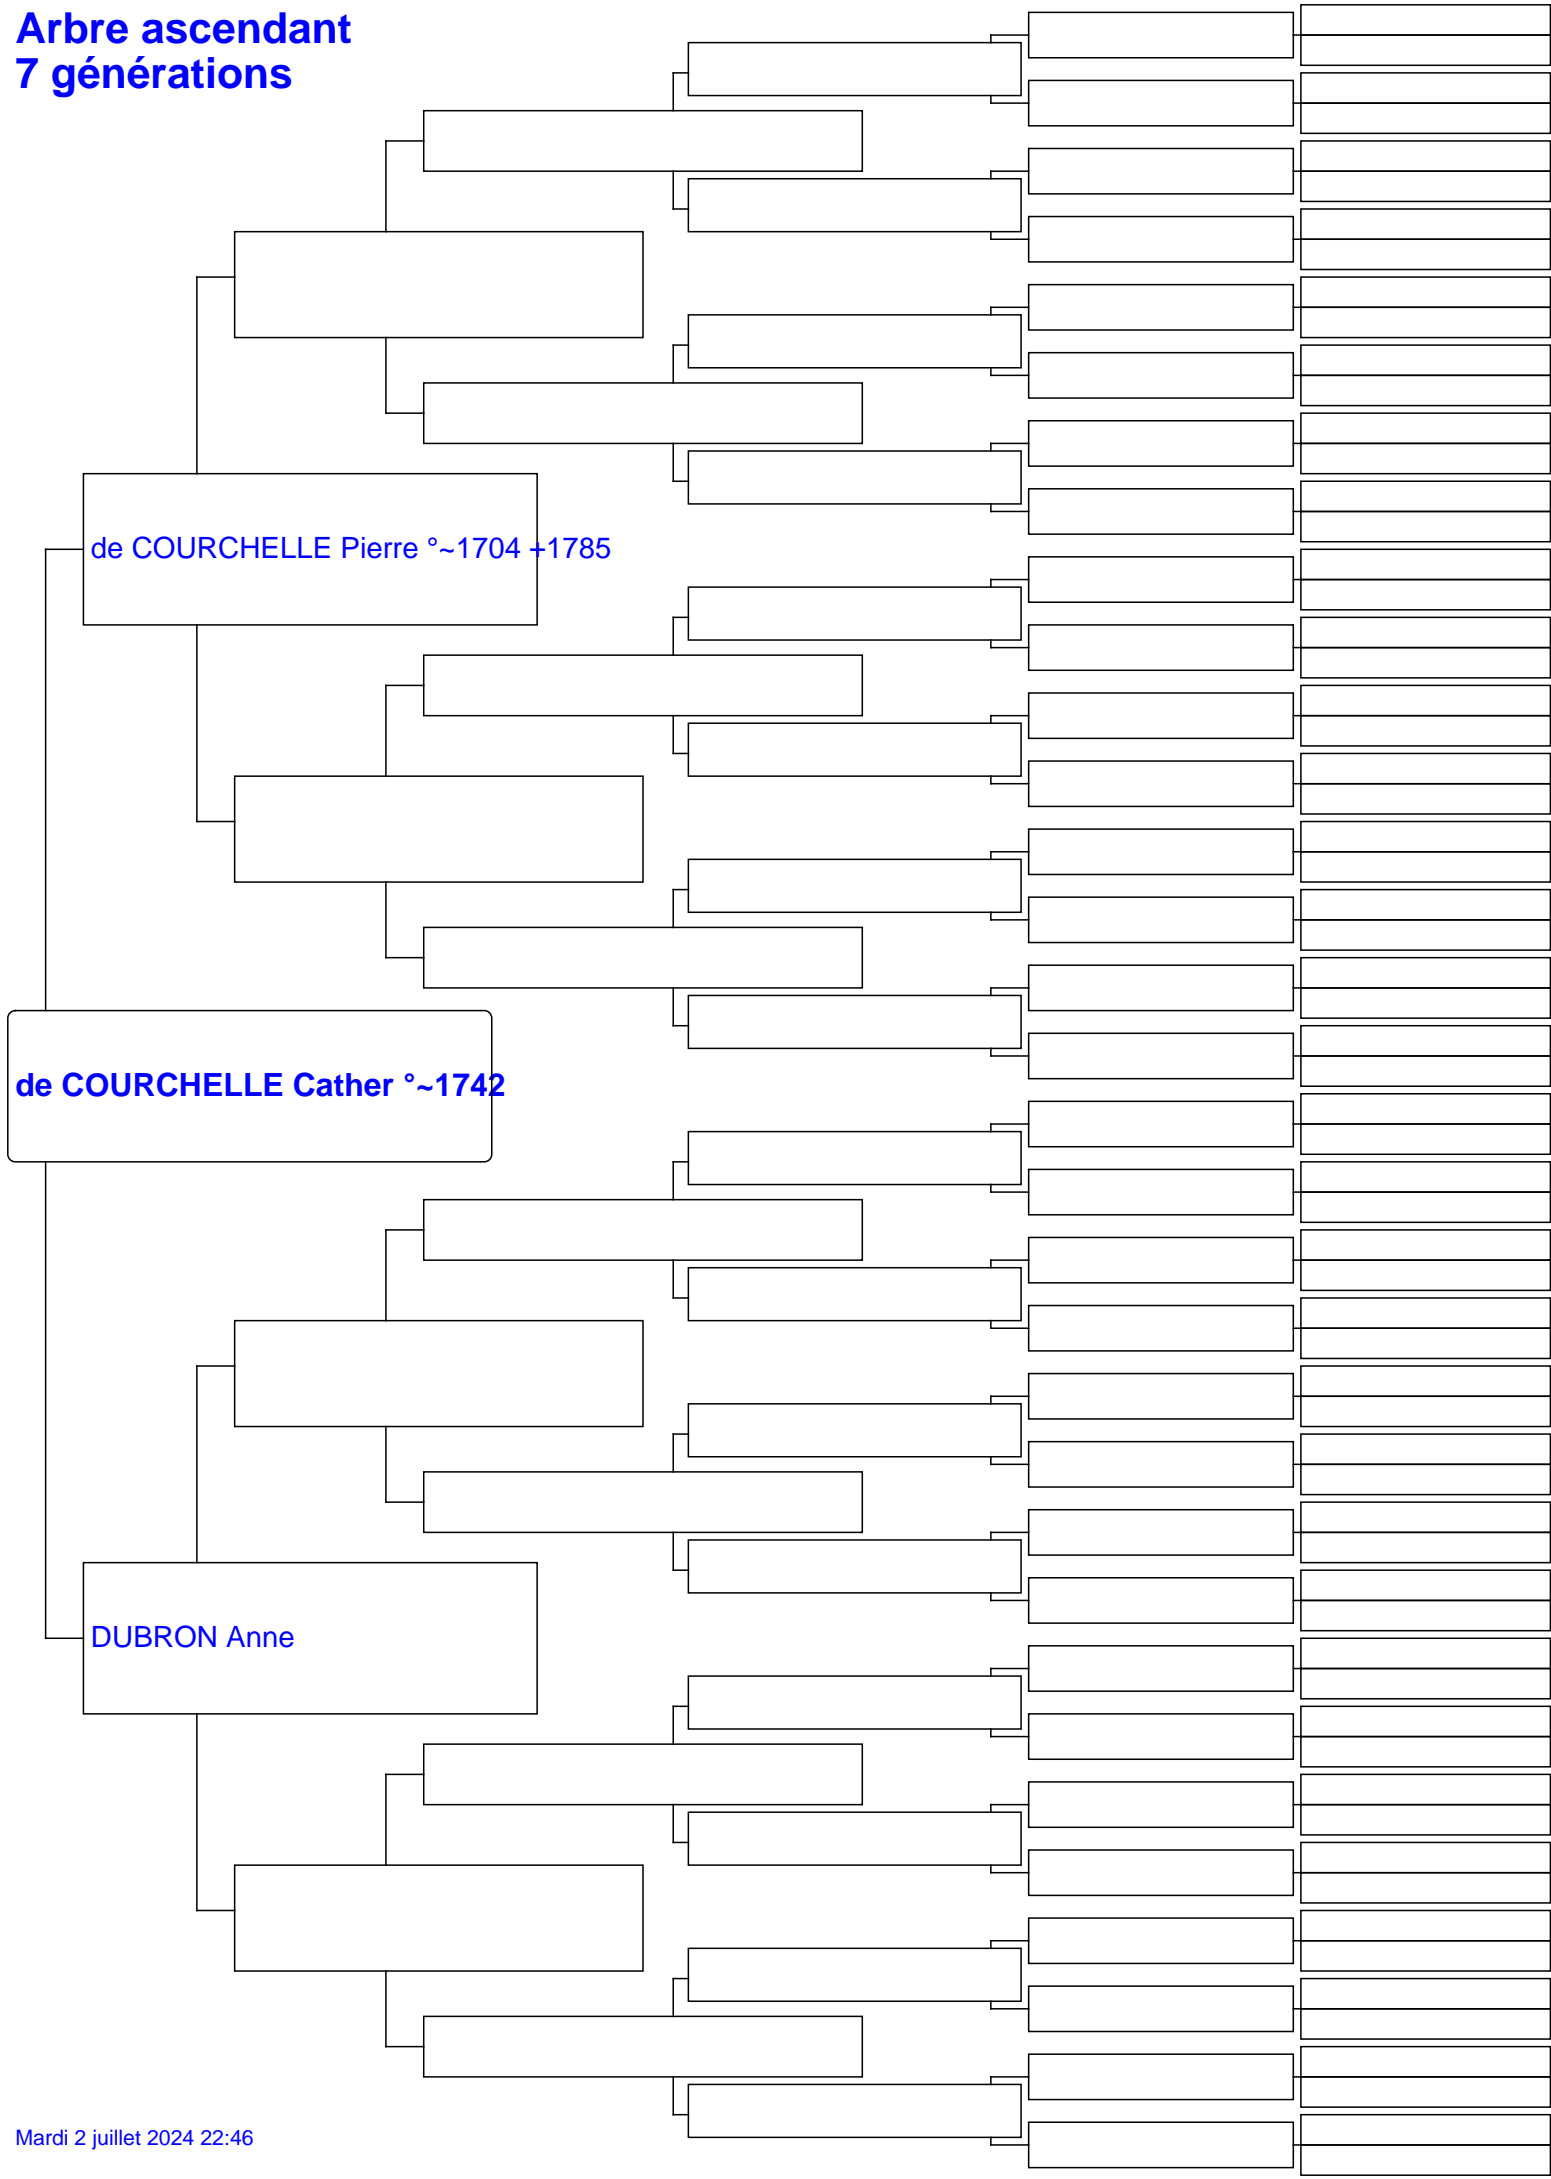 Arbre ascendant
7 générations
de COURCHELLE Pierre °~1704 +1785
de COURCHELLE Cather °~1742
DUBRON Anne
Mardi 2 juillet 2024 22:46